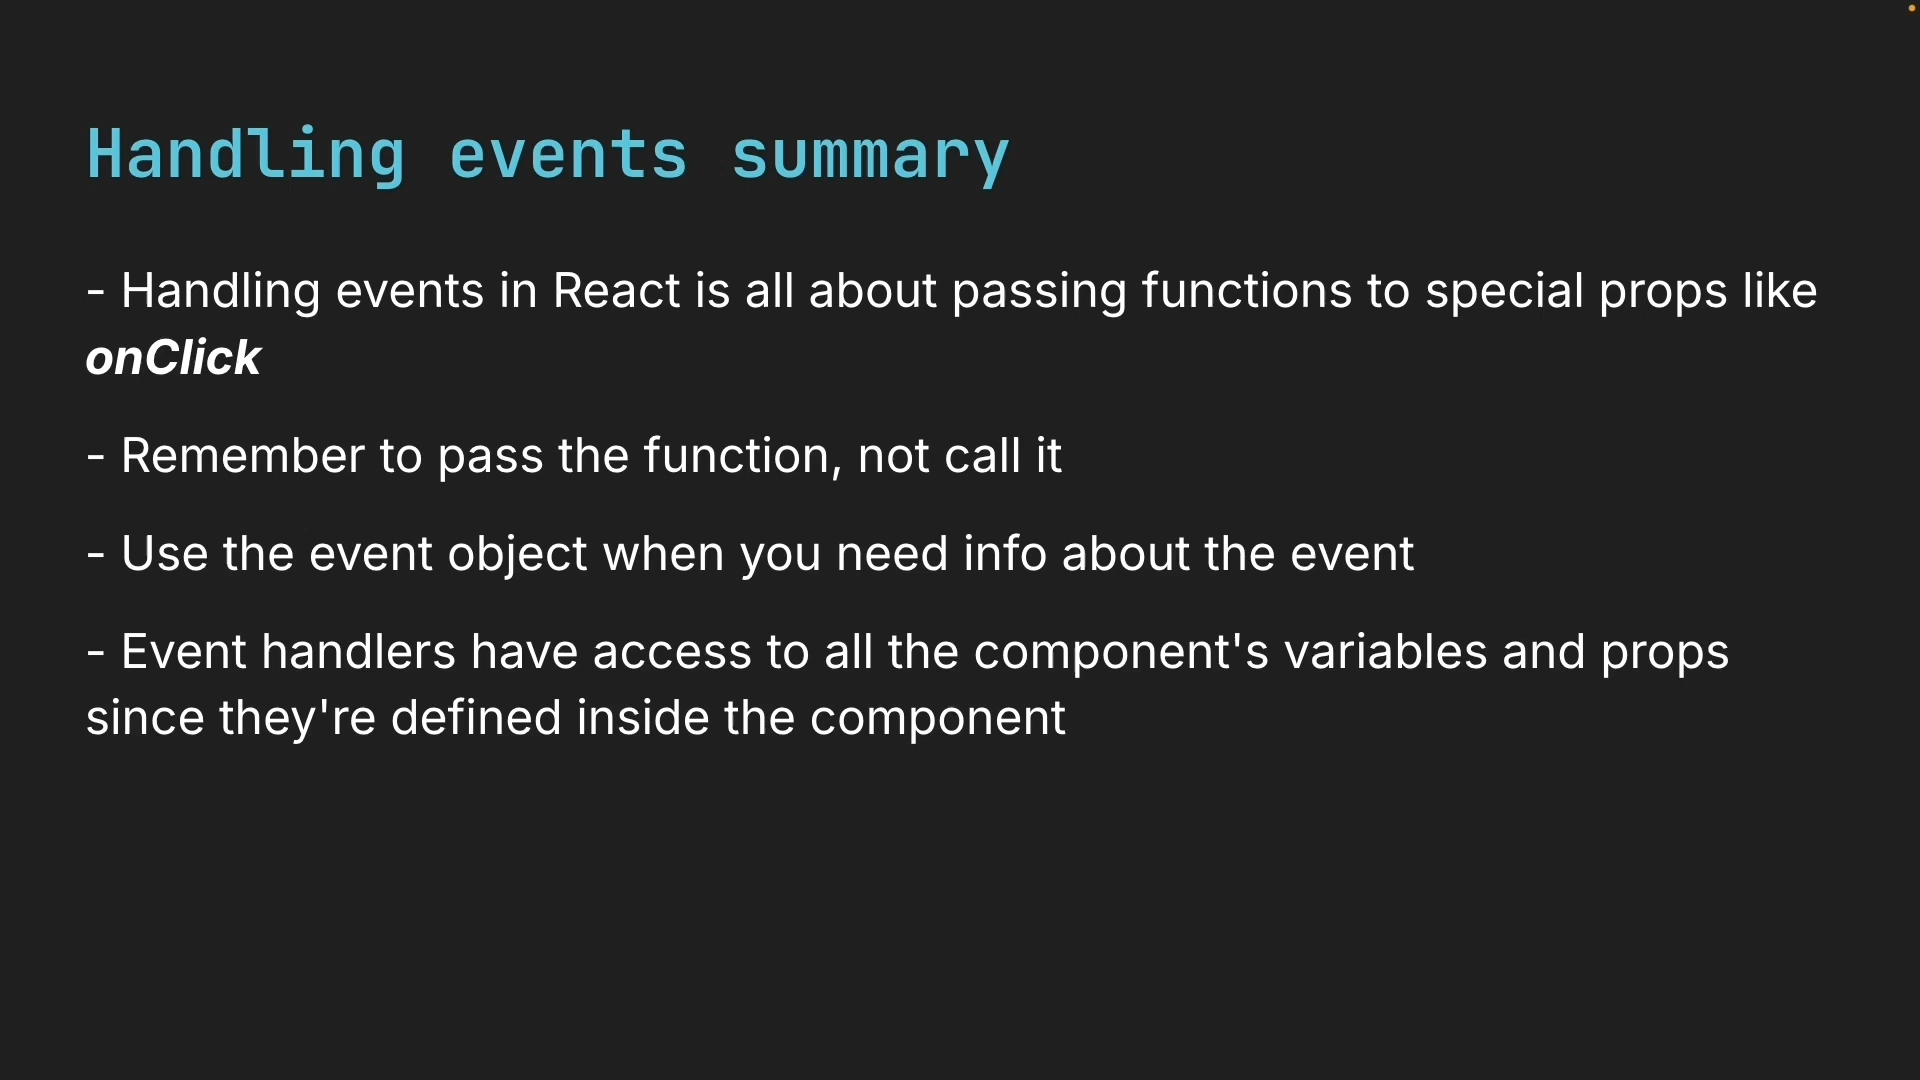 Handling events summary
- Handling events in React is all about passing functions to special props like
onClick
- Remember to pass the function, not call it
- Use the event object when you need info about the event
- Event handlers have access to all the component's variables and props
since they're defined inside the component